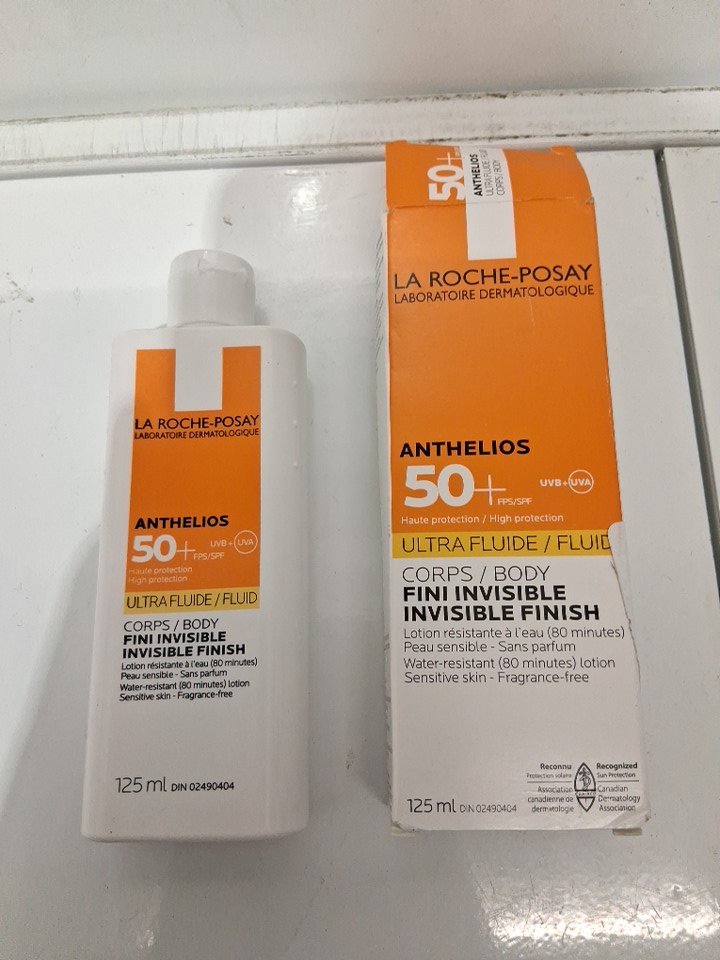 LA ROCHE-POSAY
LABORATOIRE DERMATOLOGIQUE
ANTHELIOS
50+
FPS/SPF
UVB+UVA
Haute protection
High protection
ULTRA FLUIDE / FLUID
CORPS / BODY
FINI INVISIBLE
INVISIBLE FINISH
Lotion résistante à l'eau (80 minutes)
Peau sensible - Sans parfum
Water-resistant (80 minutes) lotion
Sensitive skin - Fragrance-free
125 ml DIN 02490404
50+
ANTHELIOS
CORPS / BODY
LA ROCHE-POSAY
LABORATOIRE DERMATOLOGIQUE
ANTHELIOS
50+
FPS/SPF
UVB+UVA
Haute protection / High protection
ULTRA FLUIDE / FLUID
CORPS / BODY
FINI INVISIBLE
INVISIBLE FINISH
Lotion résistante à l'eau (80 minutes)
Peau sensible - Sans parfum
Water-resistant (80 minutes) lotion
Sensitive skin - Fragrance-free
125 ml DIN 02490404
Reconnu
Protection solaire
Association
canadienne de
dermatologie
Recognized
Sun Protection
Canadian
Dermatology
Association